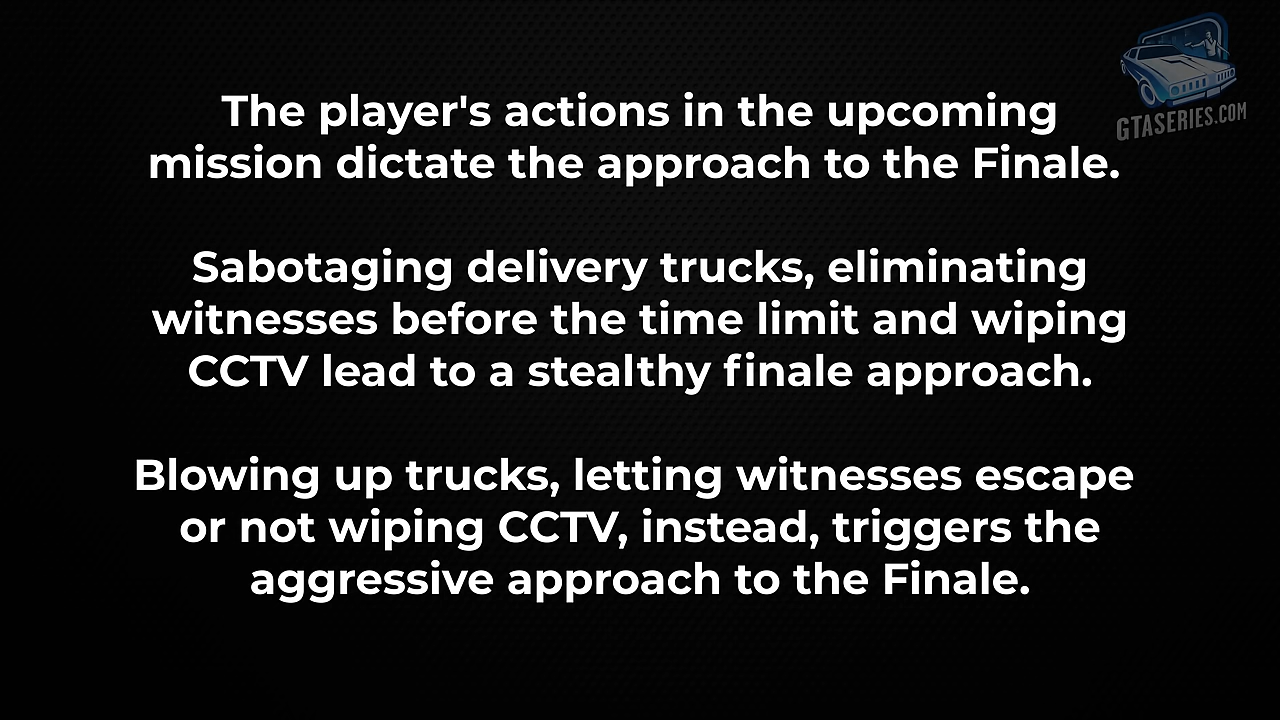 The player's actions in the upcoming
mission dictate the approach to the Finale.
Sabotaging delivery trucks, eliminating
witnesses before the time limit and wiping
CCTV lead to a stealthy finale approach.
Blowing up trucks, letting witnesses escape
or not wiping CCTV, instead, triggers the
aggressive approach to the Finale.
GTASERIES.COM